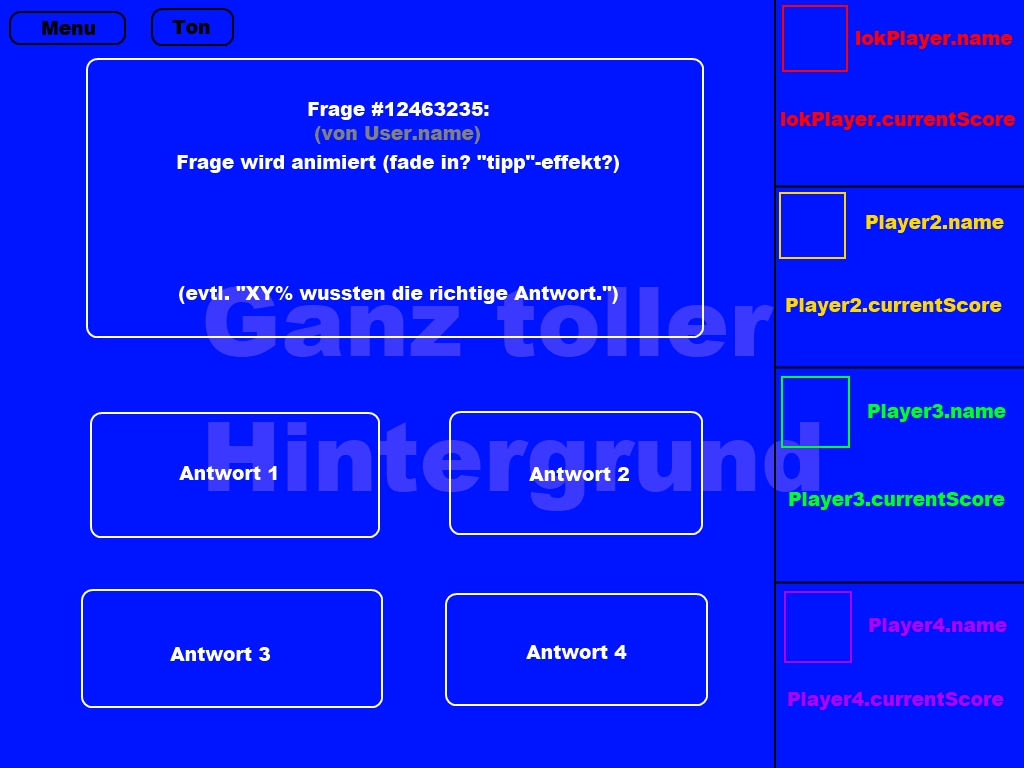 Menu
Ton
Frage #12463235:
(von User.name)
Frage wird animiert (fade in? "tipp"-effekt?)
(evtl. "XY% wussten die richtige Antwort.")
Ganz toller
Hintergrund
Antwort 1
Antwort 2
Antwort 3
Antwort 4
lokPlayer.name
lokPlayer.currentScore
Player2.name
Player2.currentScore
Player3.name
Player3.currentScore
Player4.name
Player4.currentScore